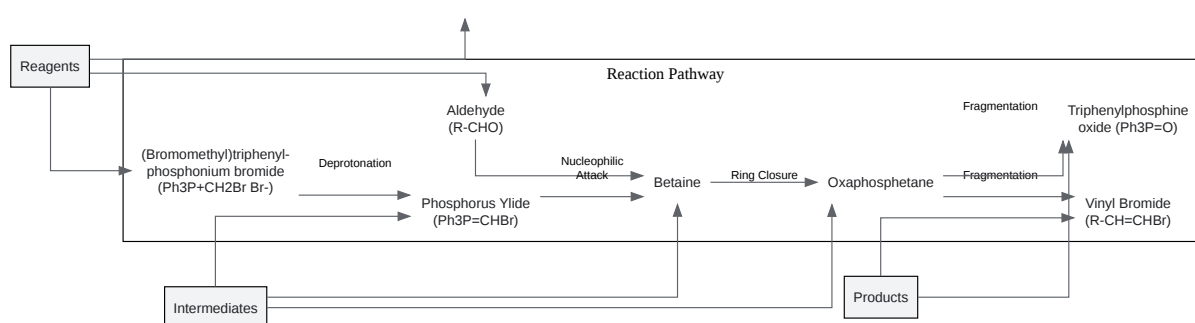 Reagents
Reaction Pathway
Aldehyde
(R-CHO)
Fragmentation
Triphenylphosphine
oxide (Ph3P=O)
(Bromomethyl)triphenyl-
phosphonium bromide
(Ph3P+CH2Br Br-)
Deprotonation
Nucleophilic
Attack
Phosphorus Ylide
(Ph3P=CHBr)
Betaine
Ring Closure
Oxaphosphetane
Fragmentation
Vinyl Bromide
(R-CH=CHBr)
Intermediates
Products